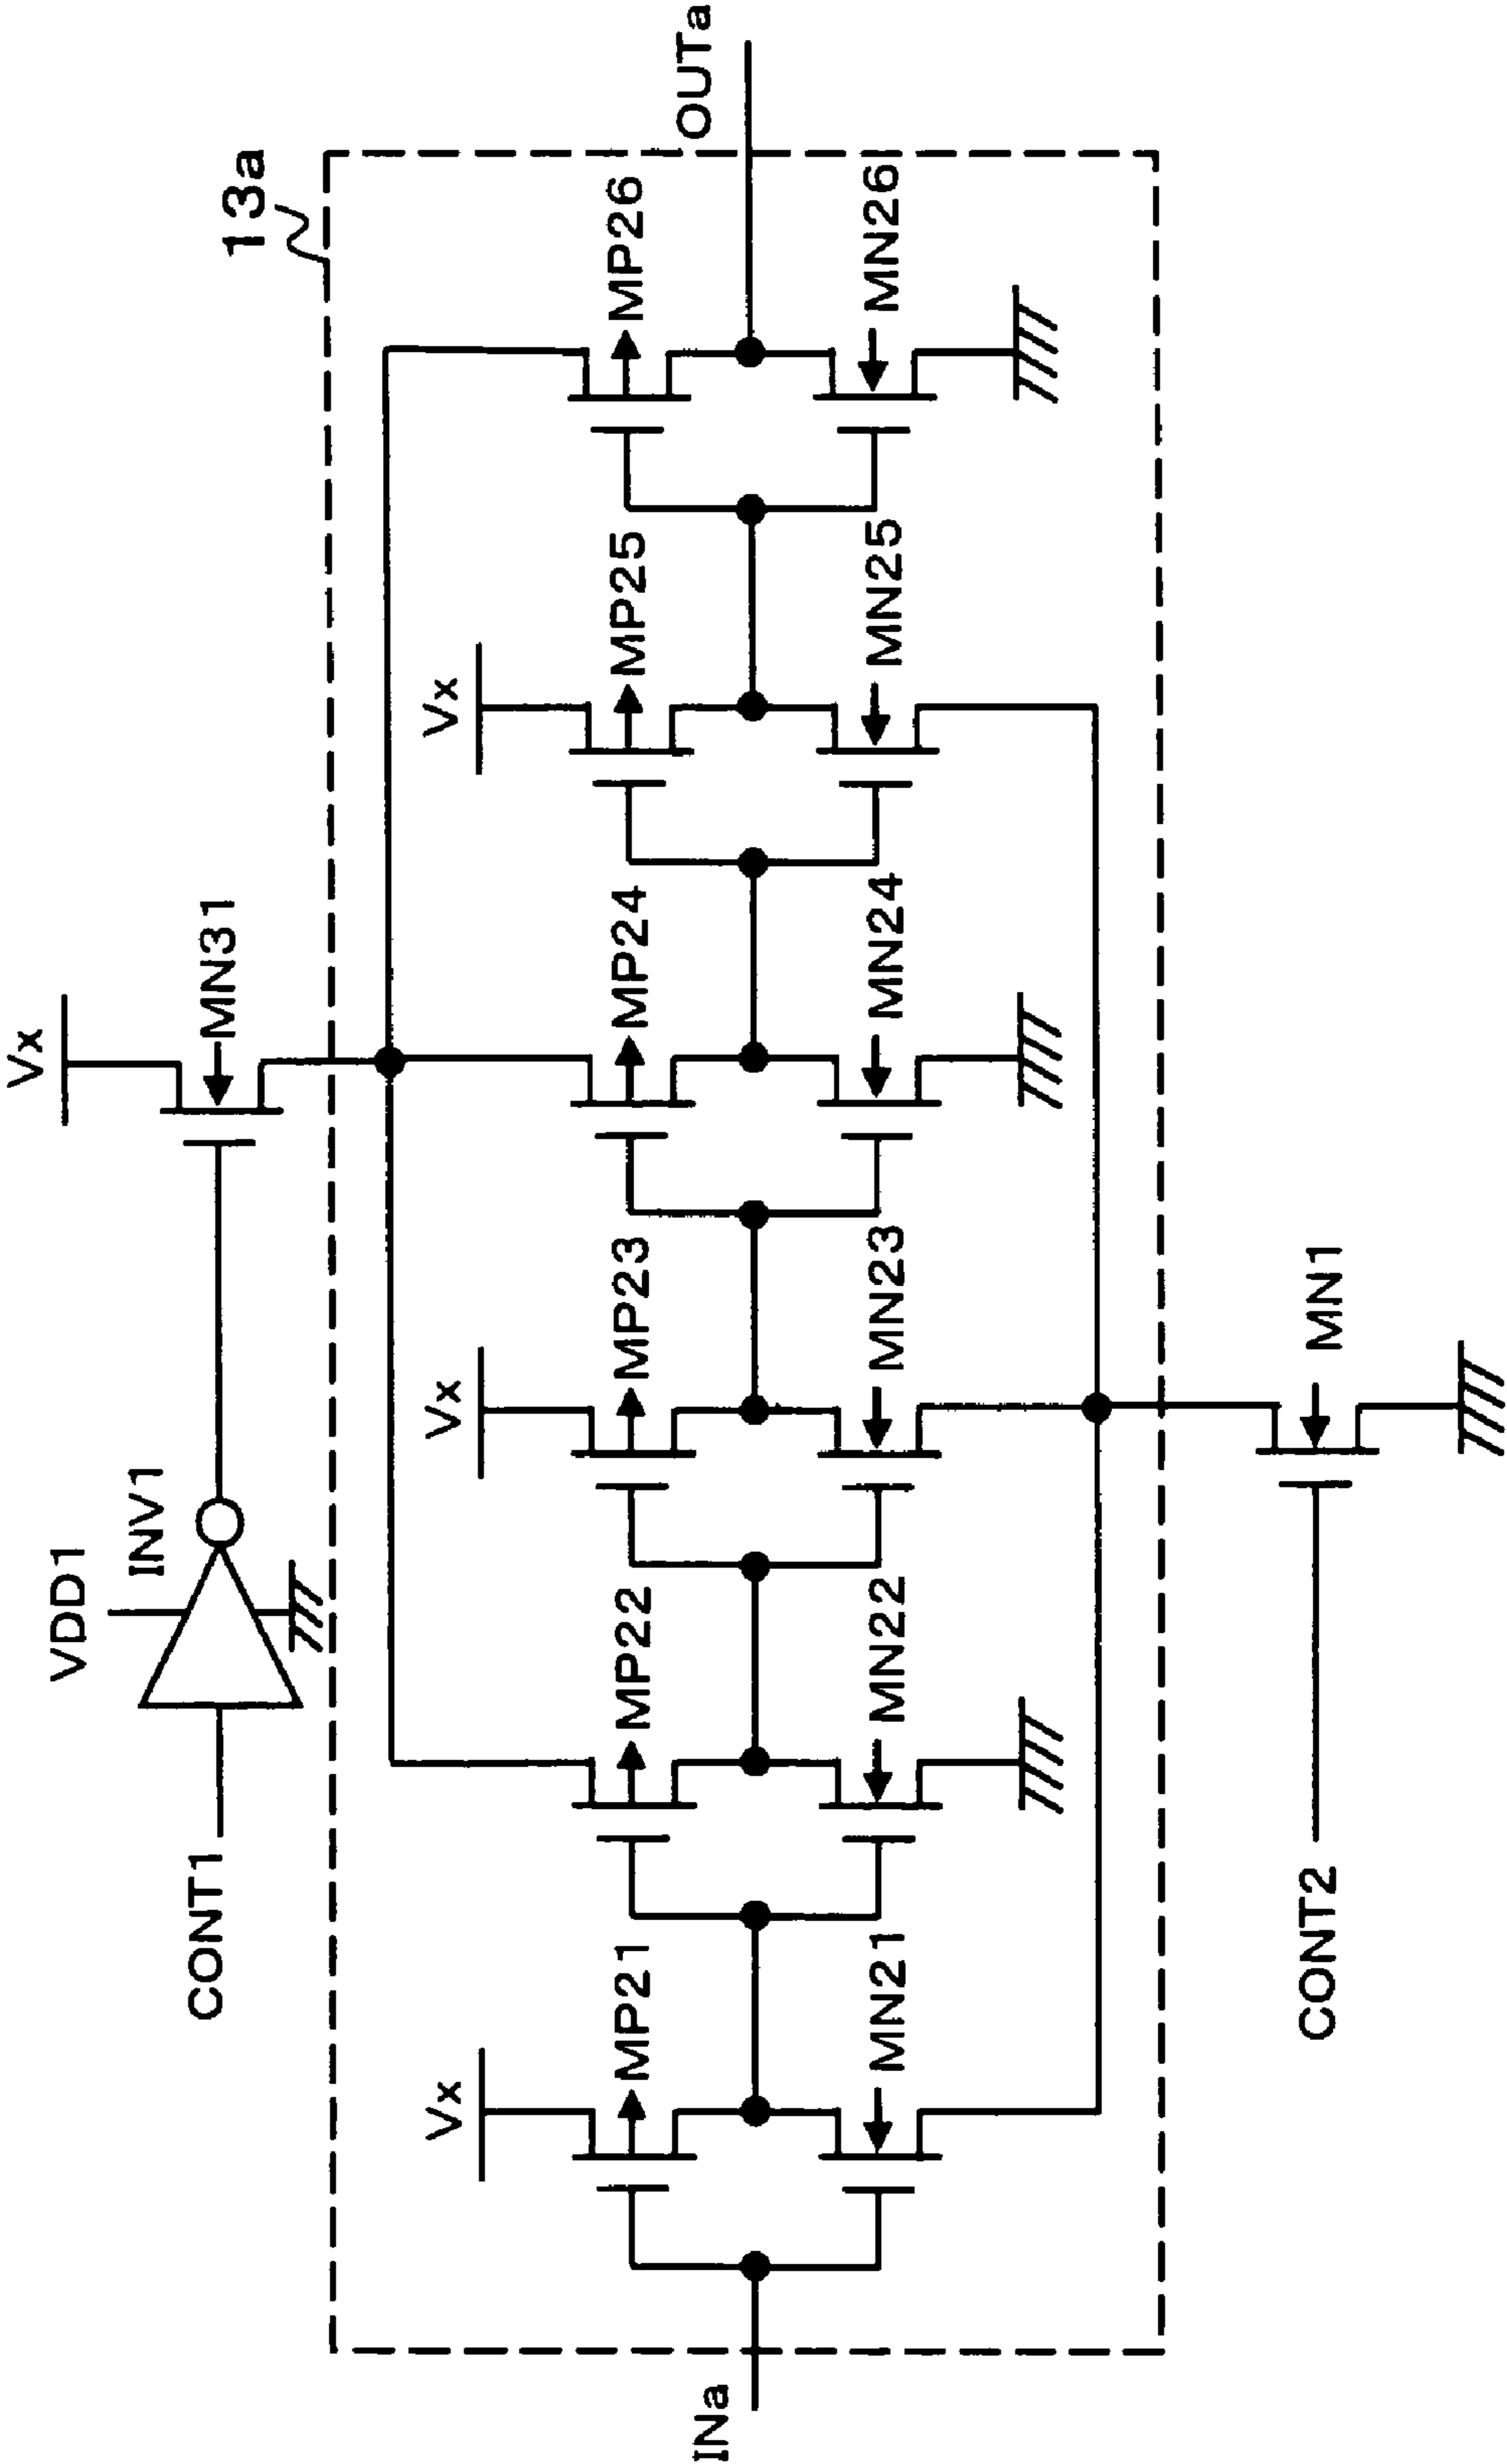 Vx
VDD1
INV1
MN31
CONT1
13a
Vx
Vx
Vx
MP21
MP22
MP23
MP24
MP25
MP26
INa
OUTa
MN21
MN22
MN23
MN24
MN25
MN26
MN1
CONT2